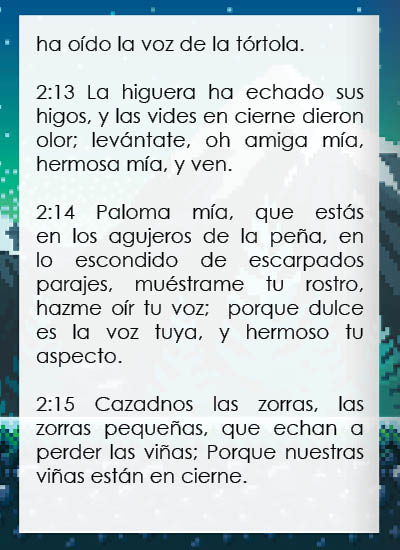 ha oído la voz de la tórtola.
2:13 La higuera ha echado sus
higos, y las vides en cierne dieron
olor; levántate, oh amiga mía,
hermosa mía, y ven.
2:14 Paloma mía, que estás
en los agujeros de la peña, en
lo escondido de escarpados
parajes, muéstrame tu rostro,
hazme oír tu voz; porque dulce
es la voz tuya, y hermoso tu
aspecto.
2:15 Cazadnos las zorras, las
zorras pequeñas, que echan a
perder las viñas; Porque nuestras
viñas están en cierne.